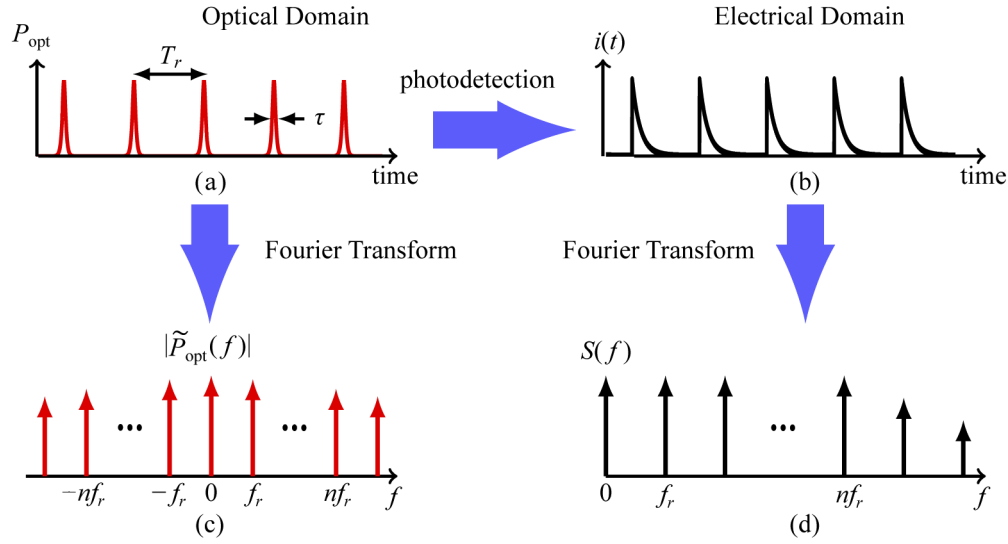 Optical Domain
Electrical Domain
P_opt
T_r
τ
time
(a)
photodetection
i(t)
time
(b)
Fourier Transform
Fourier Transform
|P̃_opt(f)|
S(f)
•••
•••
•••
−nf_r
−f_r
0
f_r
nf_r
f
0
f_r
nf_r
f
(c)
(d)